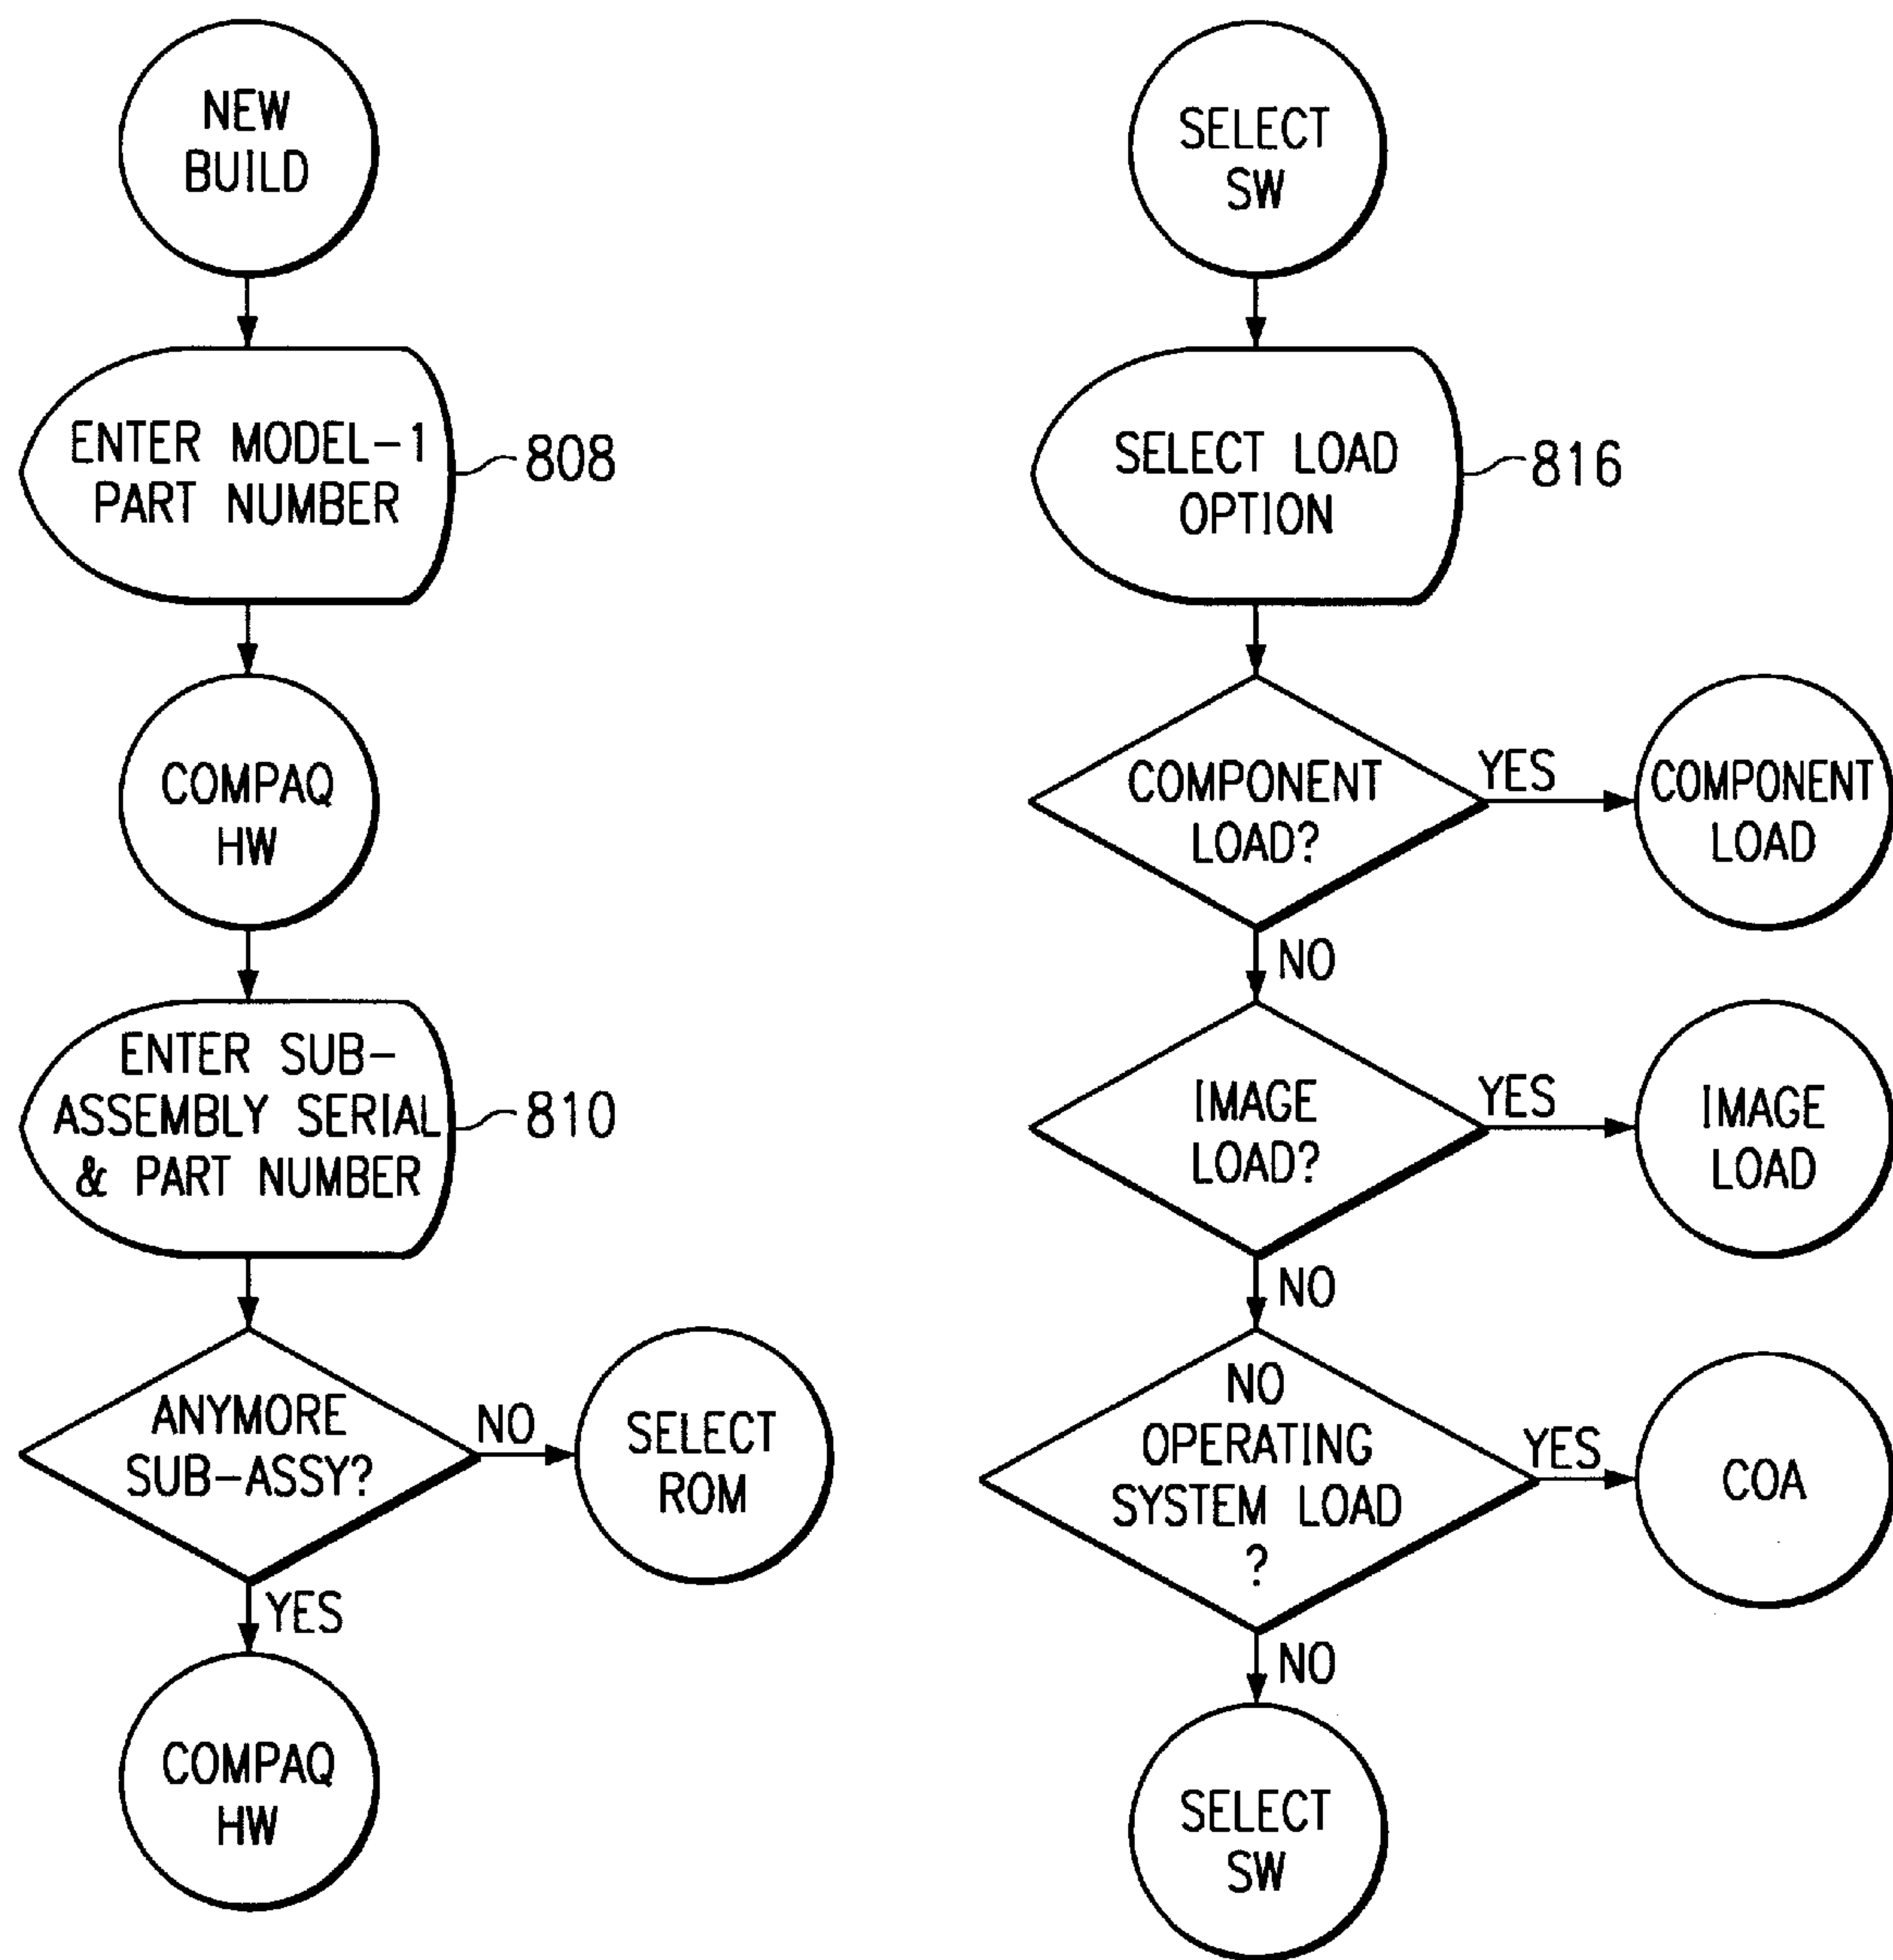 NEW
BUILD
ENTER MODEL-1
PART NUMBER
808
COMPAQ
HW
ENTER SUB-
ASSEMBLY SERIAL
& PART NUMBER
810
ANYMORE
SUB-ASSY?
NO
SELECT
ROM
YES
COMPAQ
HW
SELECT
SW
SELECT LOAD
OPTION
816
COMPONENT
LOAD?
YES
COMPONENT
LOAD
NO
IMAGE
LOAD?
YES
IMAGE
LOAD
NO
NO
OPERATING
SYSTEM LOAD
?
YES
COA
NO
SELECT
SW